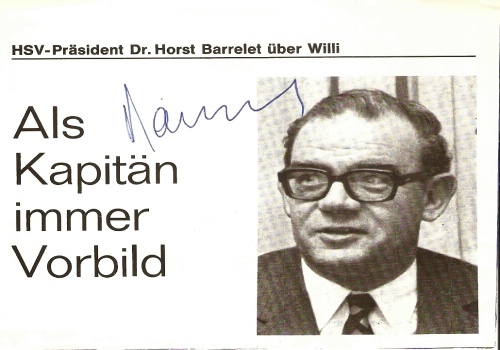 HSV-Präsident Dr. Horst Barrelet über Willi
Als
Kapitän
immer
Vorbild